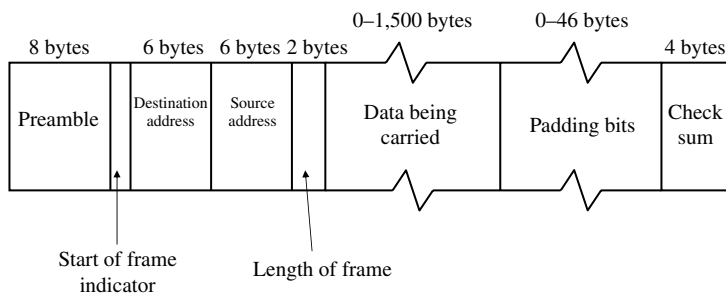 0–1,500 bytes
0–46 bytes
8 bytes
6 bytes
6 bytes
2 bytes
4 bytes
Preamble
Destination
address
Source
address
Data being
carried
Padding bits
Check
sum
Start of frame
indicator
Length of frame